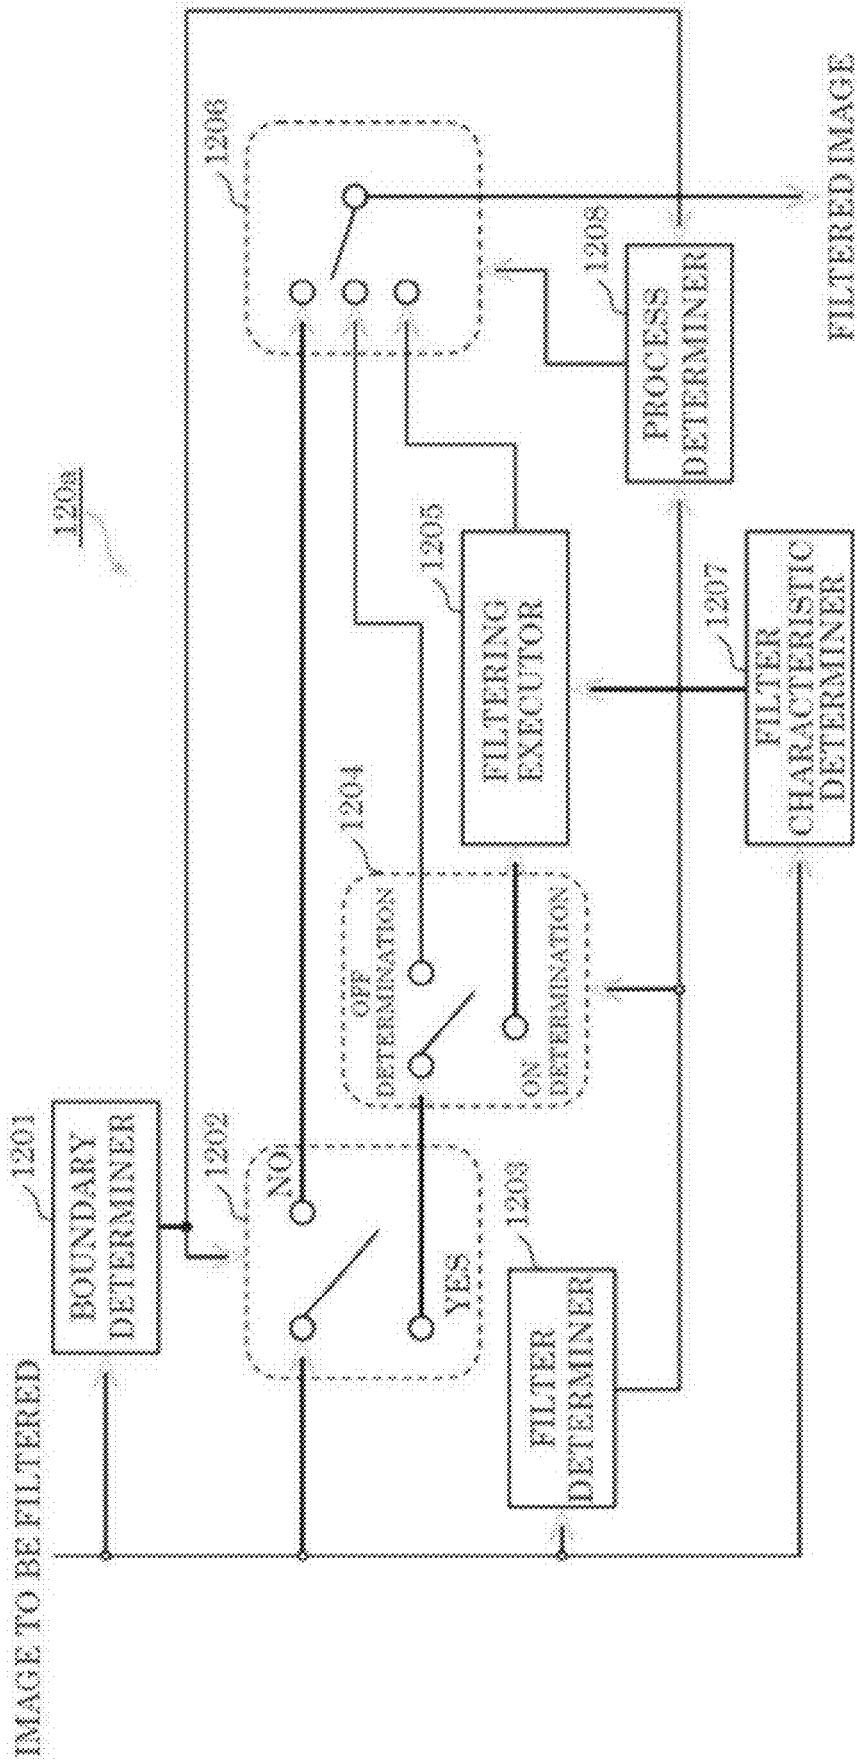 120a
IMAGE TO BE FILTERED
1201
BOUNDARY
DETERMINER
1202
NO
YES
1203
FILTER
DETERMINER
1204
OFF
DETERMINATION
ON
DETERMINATION
1205
FILTERING
EXECUTOR
1206
1207
FILTER
CHARACTERISTIC
DETERMINER
1208
PROCESS
DETERMINER
FILTERED IMAGE